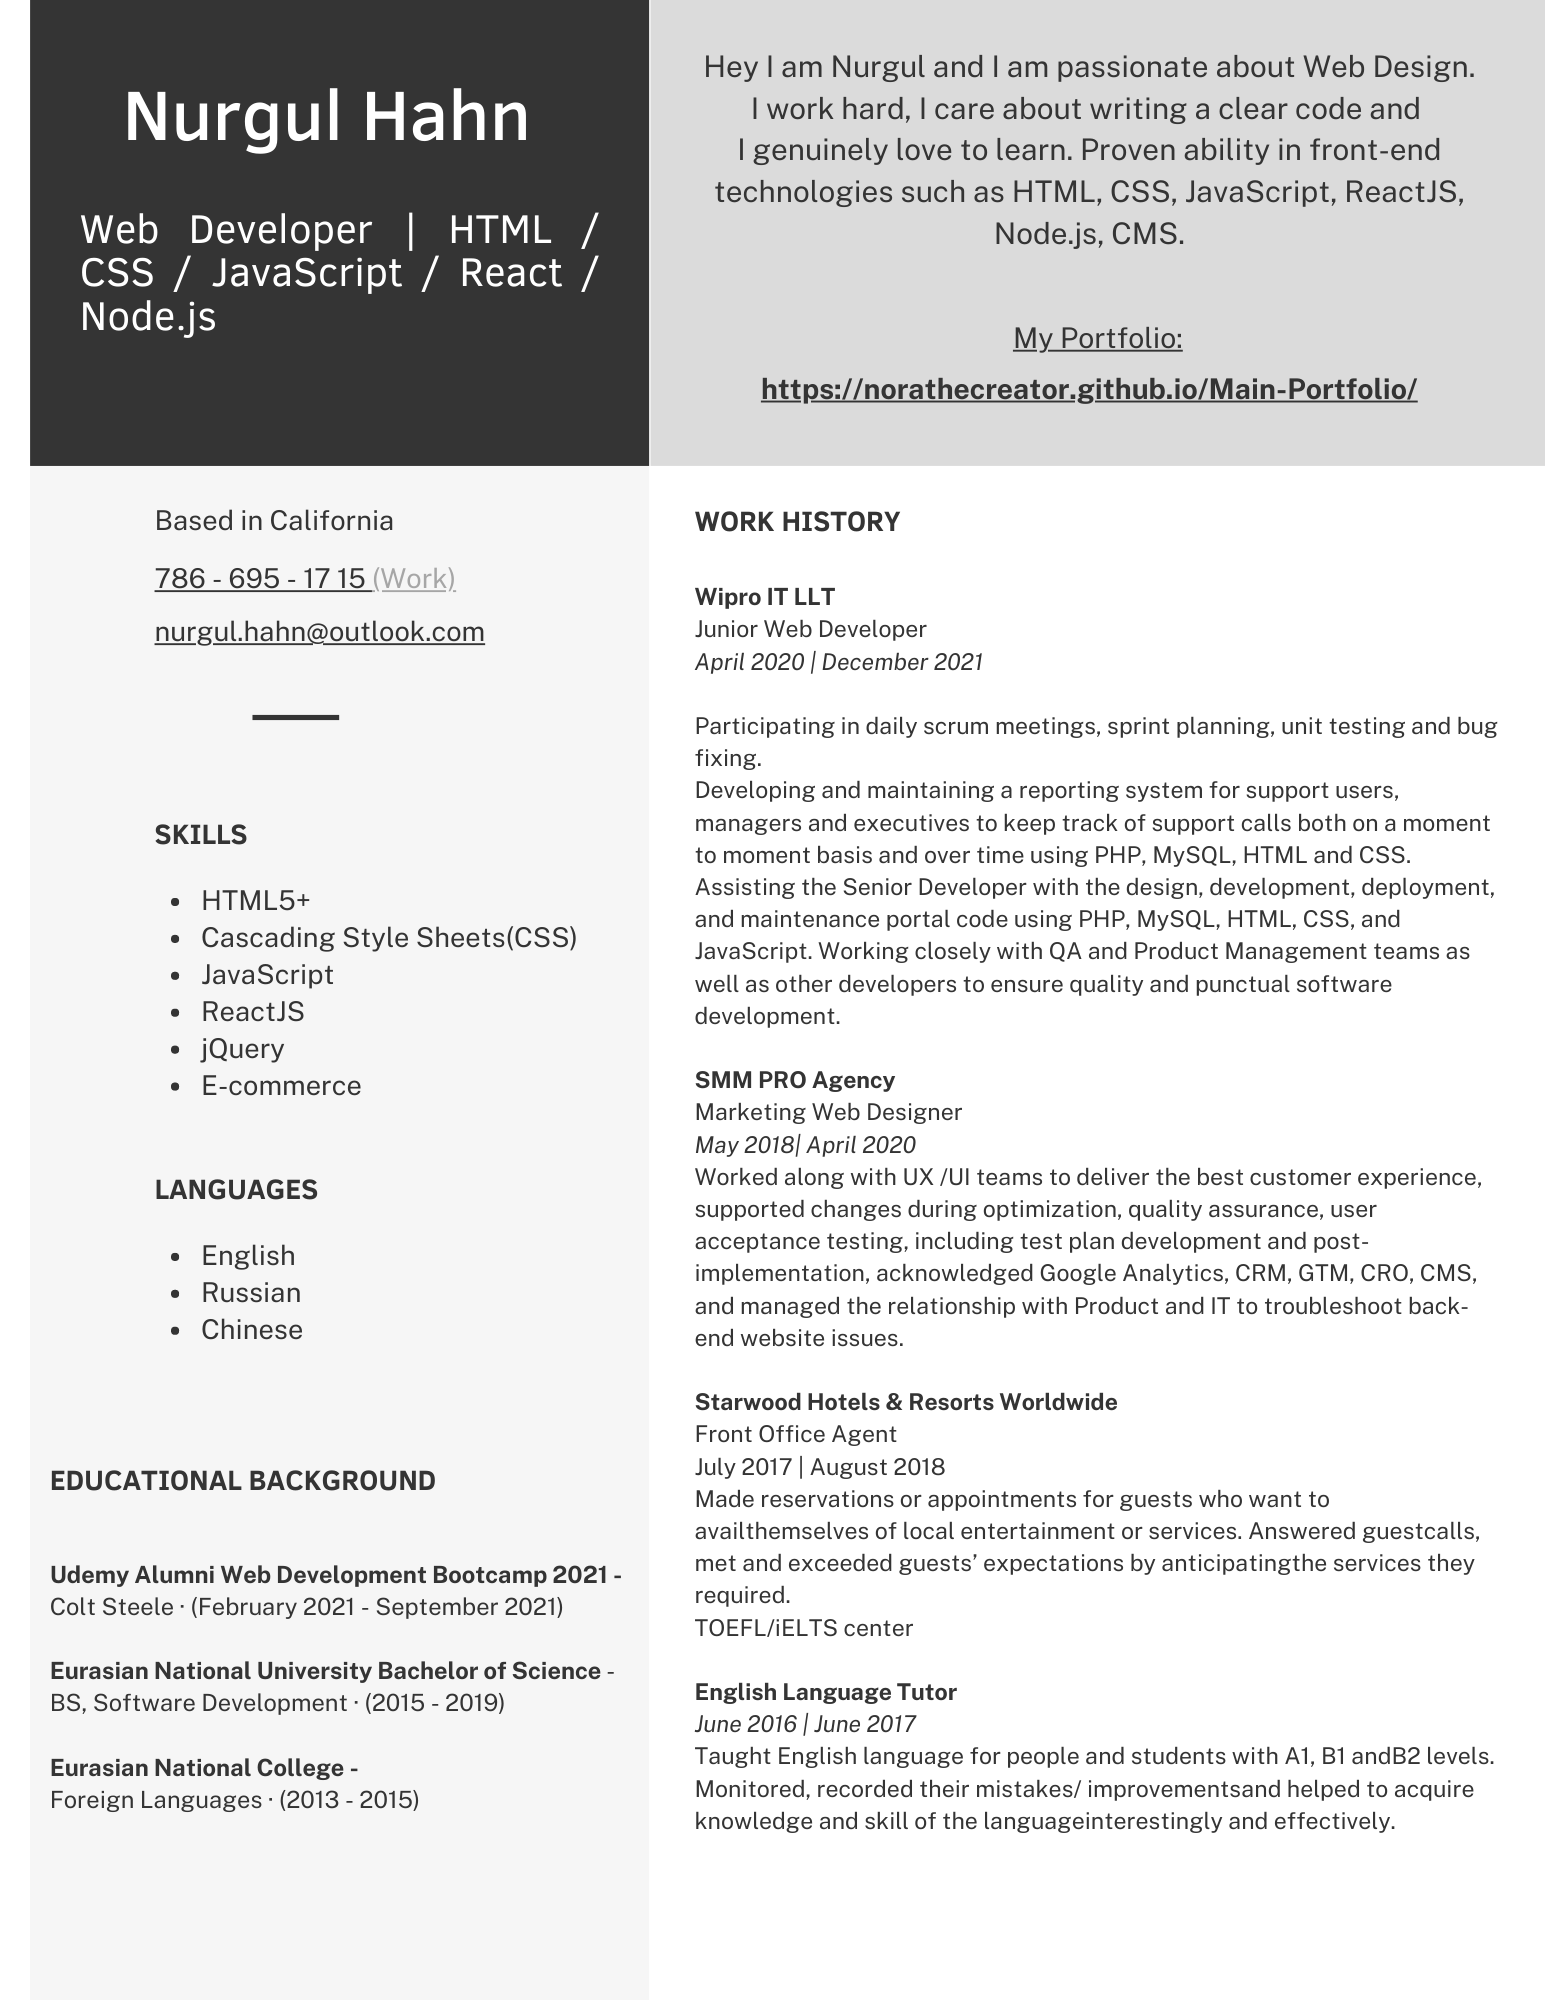 Nurgul Hahn
Web Developer | HTML /
CSS / JavaScript / React /
Node.js
Hey I am Nurgul and I am passionate about Web Design.
I work hard, I care about writing a clear code and
I genuinely love to learn. Proven ability in front-end
technologies such as HTML, CSS, JavaScript, ReactJS,
Node.js, CMS.
My Portfolio:
https://norathecreator.github.io/Main-Portfolio/
Based in California
786 - 695 - 17 15 (Work)
nurgul.hahn@outlook.com
SKILLS
• HTML5+
• Cascading Style Sheets(CSS)
• JavaScript
• ReactJS
• jQuery
• E-commerce
LANGUAGES
• English
• Russian
• Chinese
EDUCATIONAL BACKGROUND
Udemy Alumni Web Development Bootcamp 2021 -
Colt Steele · (February 2021 - September 2021)
Eurasian National University Bachelor of Science -
BS, Software Development · (2015 - 2019)
Eurasian National College -
Foreign Languages · (2013 - 2015)
WORK HISTORY
Wipro IT LLT
Junior Web Developer
April 2020 | December 2021
Participating in daily scrum meetings, sprint planning, unit testing and bug
fixing.
Developing and maintaining a reporting system for support users,
managers and executives to keep track of support calls both on a moment
to moment basis and over time using PHP, MySQL, HTML and CSS.
Assisting the Senior Developer with the design, development, deployment,
and maintenance portal code using PHP, MySQL, HTML, CSS, and
JavaScript. Working closely with QA and Product Management teams as
well as other developers to ensure quality and punctual software
development.
SMM PRO Agency
Marketing Web Designer
May 2018| April 2020
Worked along with UX /UI teams to deliver the best customer experience,
supported changes during optimization, quality assurance, user
acceptance testing, including test plan development and post-
implementation, acknowledged Google Analytics, CRM, GTM, CRO, CMS,
and managed the relationship with Product and IT to troubleshoot back-
end website issues.
Starwood Hotels & Resorts Worldwide
Front Office Agent
July 2017 | August 2018
Made reservations or appointments for guests who want to
availthemselves of local entertainment or services. Answered guestcalls,
met and exceeded guests’ expectations by anticipatingthe services they
required.
TOEFL/iELTS center
English Language Tutor
June 2016 | June 2017
Taught English language for people and students with A1, B1 andB2 levels.
Monitored, recorded their mistakes/ improvementsand helped to acquire
knowledge and skill of the languageinterestingly and effectively.